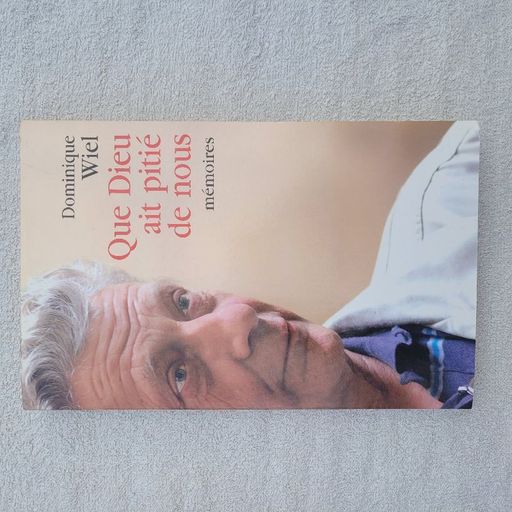 Dominique
Wiel
Que Dieu
ait pitié
de nous
mémoires